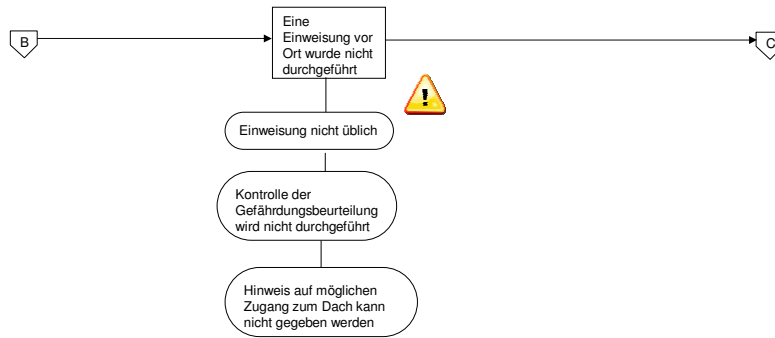 Eine
Einweisung vor
Ort wurde nicht
durchgeführt
B
C
!
Einweisung nicht üblich
Kontrolle der
Gefährdungsbeurteilung
wird nicht durchgeführt
Hinweis auf möglichen
Zugang zum Dach kann
nicht gegeben werden